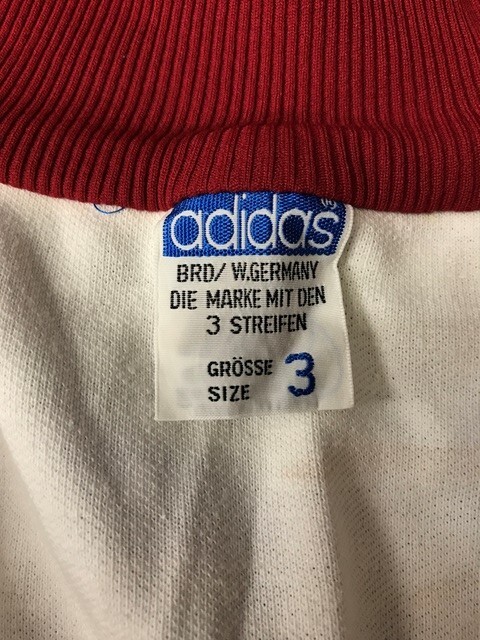 adidas®
BRD/ W.GERMANY
DIE MARKE MIT DEN
3 STREIFEN
GRÖSSE 3
SIZE